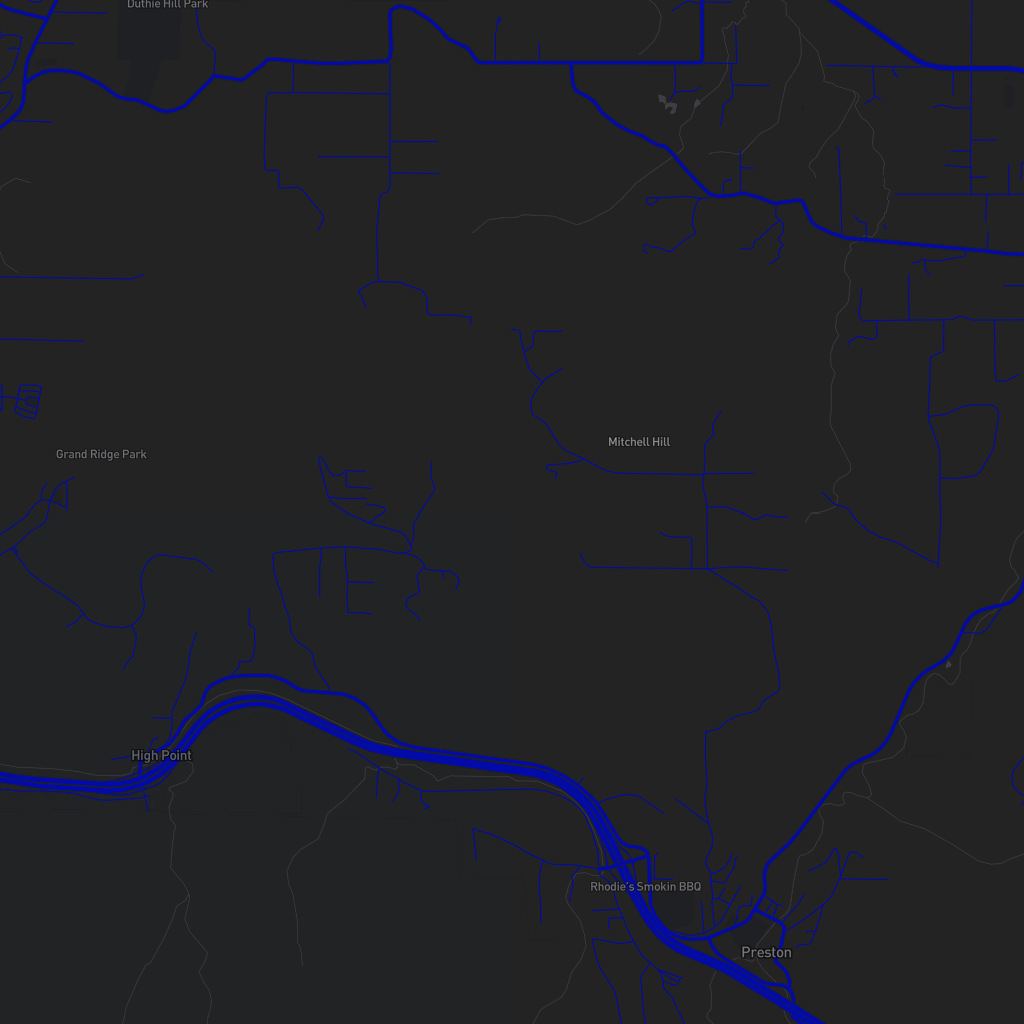 Duthie Hill Park
Mitchell Hill
Grand Ridge Park
High Point
Rhodie's Smokin BBQ
Preston